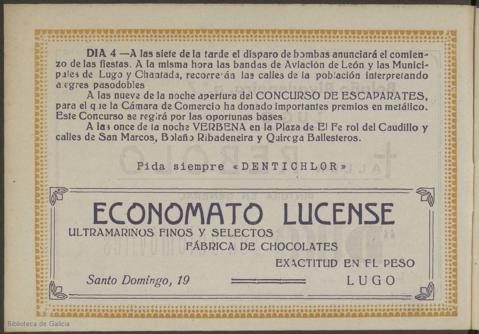 DIA 4 —A las siete de la tarde el disparo de bombas anunciará el comien-
zo de las fiestas. A la misma hora las bandas de Aviación de León y las Munici-
pales de Lugo y Chantada, recorerán las calles de la población interpretando
alegres pasodobles
A las nueve de la noche apertura del CONCURSO DE ESCAPARATES,
para el que la Cámara de Comercio ha donado importantes premios en metálico.
Este Concurso se regirá por las oportunas bases
A las once de la noche VERBENA en la Plaza de El Fe rol del Caudillo y
calles de San Marcos, Bolaño Ribadeneira y Quiroga Ballesteros.
Pida siempre «DENTICHLOR»
ECONOMATO LUCENSE
ULTRAMARINOS FINOS Y SELECTOS
FÁBRICA DE CHOCOLATES
EXACTITUD EN EL PESO
Santo Domingo, 19 LUGO
Biblioteca de Galicia